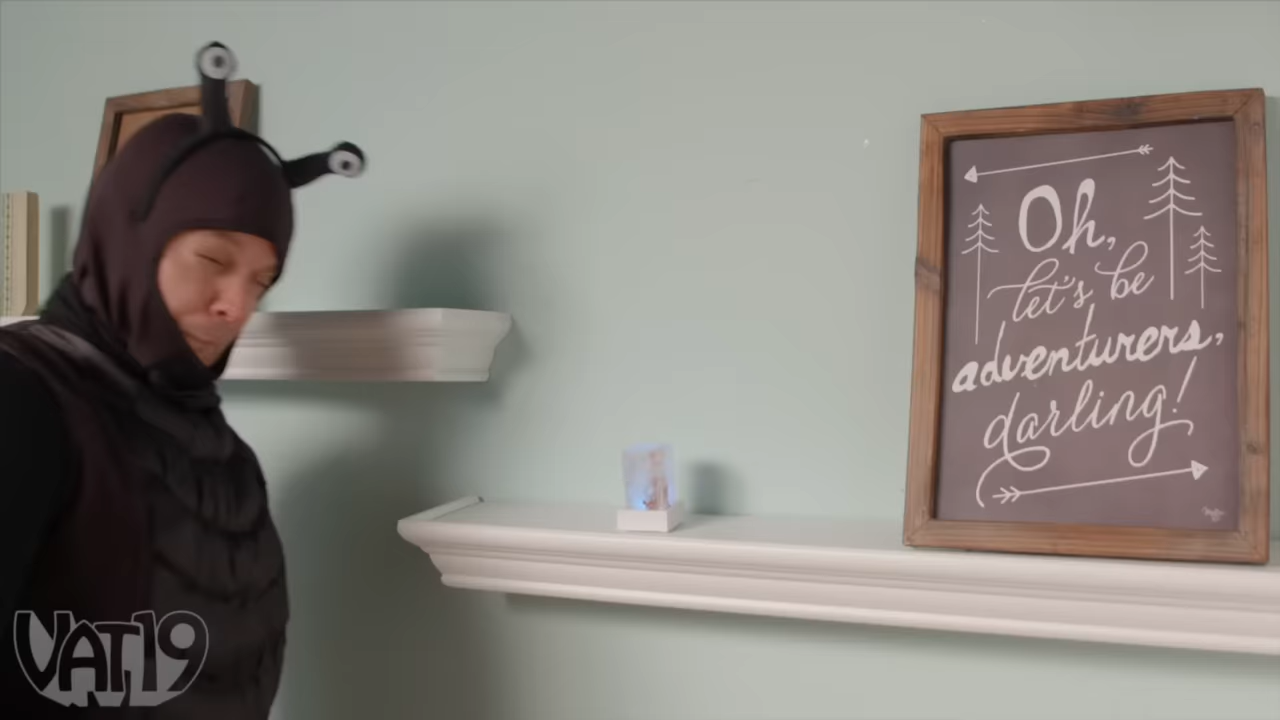 Oh,
let's be
adventurers,
darling!
VAT19